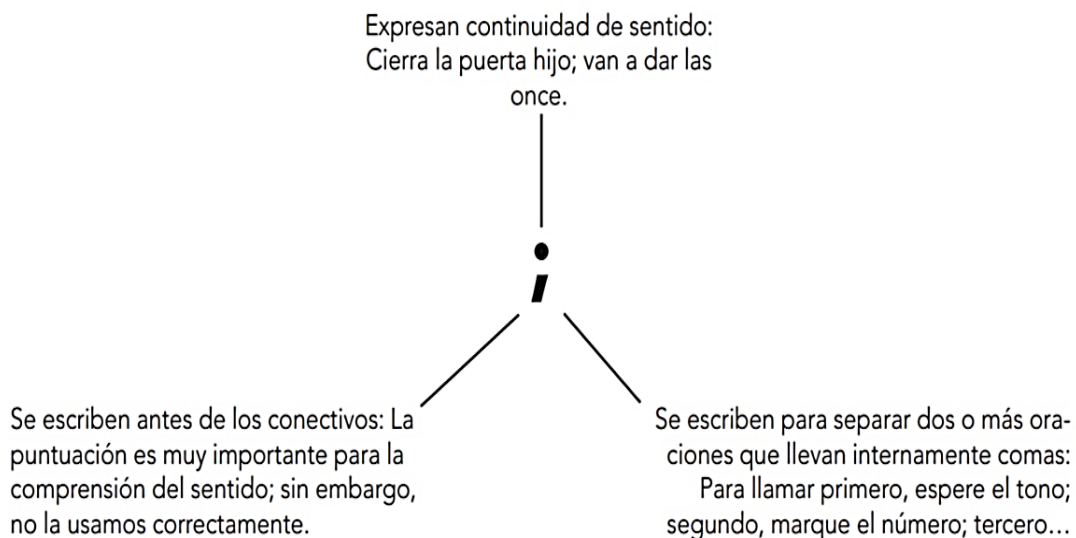 Expresan continuidad de sentido:
Cierra la puerta hijo; van a dar las
once.
;
Se escriben antes de los conectivos: La
puntuación es muy importante para la
comprensión del sentido; sin embargo,
no la usamos correctamente.
Se escriben para separar dos o más ora-
ciones que llevan internamente comas:
Para llamar primero, espere el tono;
segundo, marque el número; tercero...